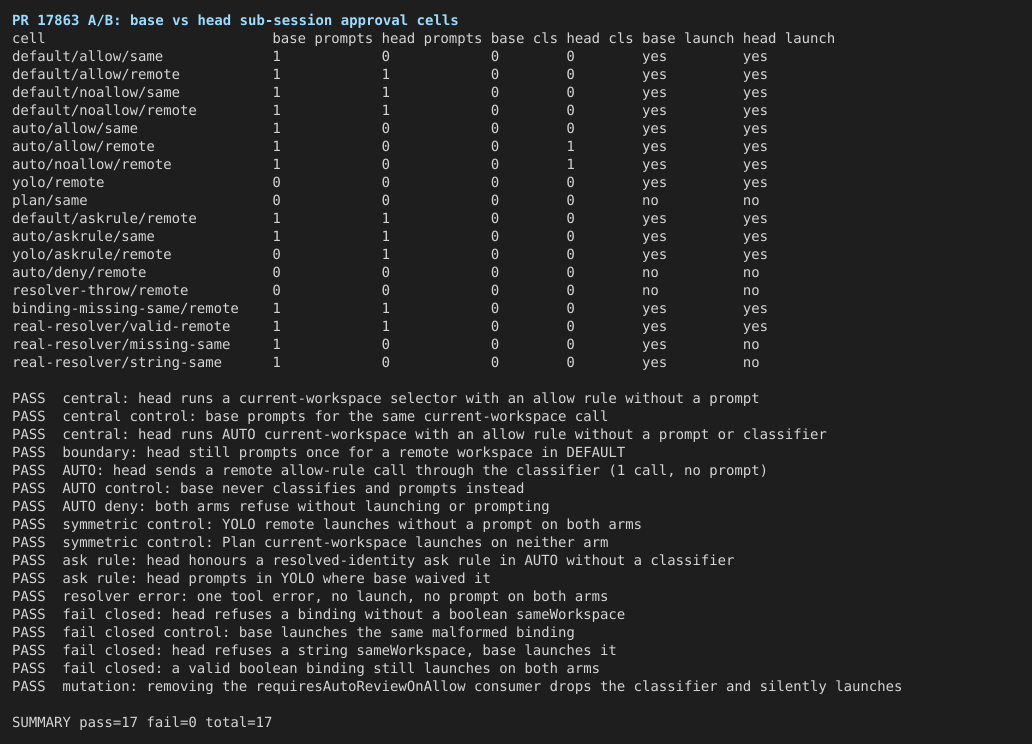 PR 17863 A/B: base vs head sub-session approval cells
cell base prompts head prompts base cls head cls base launch head launch
default/allow/same 1 0 0 0 yes yes
default/allow/remote 1 1 0 0 yes yes
default/noallow/same 1 1 0 0 yes yes
default/noallow/remote 1 1 0 0 yes yes
auto/allow/same 1 0 0 0 yes yes
auto/allow/remote 1 0 0 1 yes yes
auto/noallow/remote 1 0 0 1 yes yes
yolo/remote 0 0 0 0 yes yes
plan/same 0 0 0 0 no no
default/askrule/remote 1 1 0 0 yes yes
auto/askrule/same 1 1 0 0 yes yes
yolo/askrule/remote 0 1 0 0 yes yes
auto/deny/remote 0 0 0 0 no no
resolver-throw/remote 0 0 0 0 no no
binding-missing-same/remote 1 1 0 0 yes yes
real-resolver/valid-remote 1 1 0 0 yes yes
real-resolver/missing-same 1 0 0 0 yes no
real-resolver/string-same 1 0 0 0 yes no
PASS central: head runs a current-workspace selector with an allow rule without a prompt
PASS central control: base prompts for the same current-workspace call
PASS central: head runs AUTO current-workspace with an allow rule without a prompt or classifier
PASS boundary: head still prompts once for a remote workspace in DEFAULT
PASS AUTO: head sends a remote allow-rule call through the classifier (1 call, no prompt)
PASS AUTO control: base never classifies and prompts instead
PASS AUTO deny: both arms refuse without launching or prompting
PASS symmetric control: YOLO remote launches without a prompt on both arms
PASS symmetric control: Plan current-workspace launches on neither arm
PASS ask rule: head honours a resolved-identity ask rule in AUTO without a classifier
PASS ask rule: head prompts in YOLO where base waived it
PASS resolver error: one tool error, no launch, no prompt on both arms
PASS fail closed: head refuses a binding without a boolean sameWorkspace
PASS fail closed control: base launches the same malformed binding
PASS fail closed: head refuses a string sameWorkspace, base launches it
PASS fail closed: a valid boolean binding still launches on both arms
PASS mutation: removing the requiresAutoReviewOnAllow consumer drops the classifier and silently launches
SUMMARY pass=17 fail=0 total=17